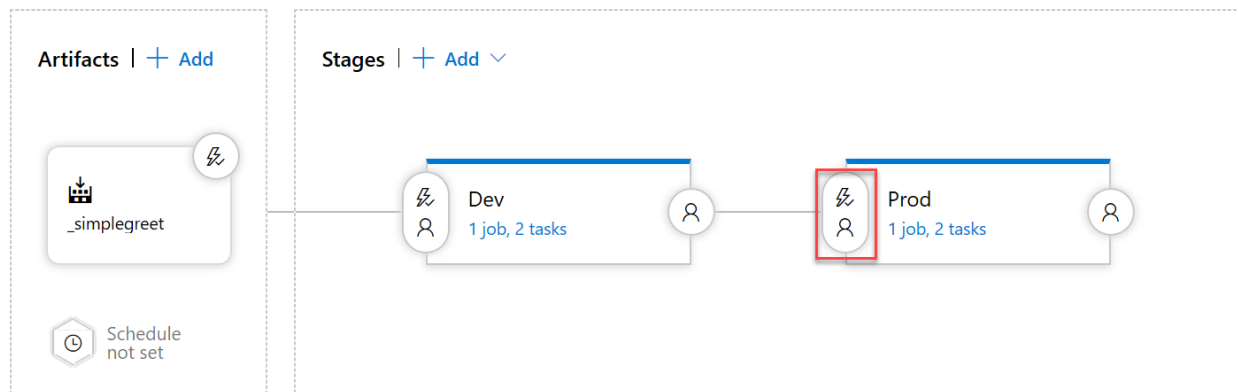 Artifacts | + Add
Stages | + Add
_simplegreet
Dev
1 job, 2 tasks
Prod
1 job, 2 tasks
Schedule
not set